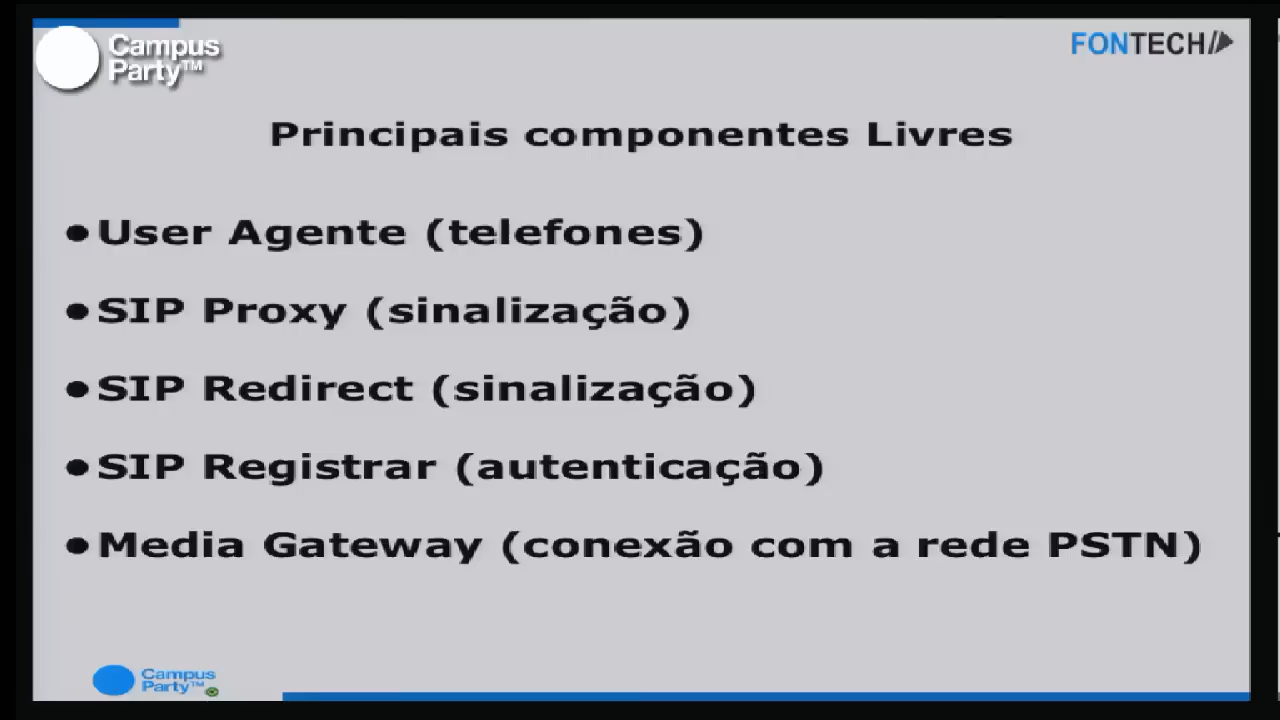 Campus
Party™
FONTECH
Principais componentes Livres
●User Agente (telefones)
●SIP Proxy (sinalização)
●SIP Redirect (sinalização)
●SIP Registrar (autenticação)
●Media Gateway (conexão com a rede PSTN)
Campus
Party™